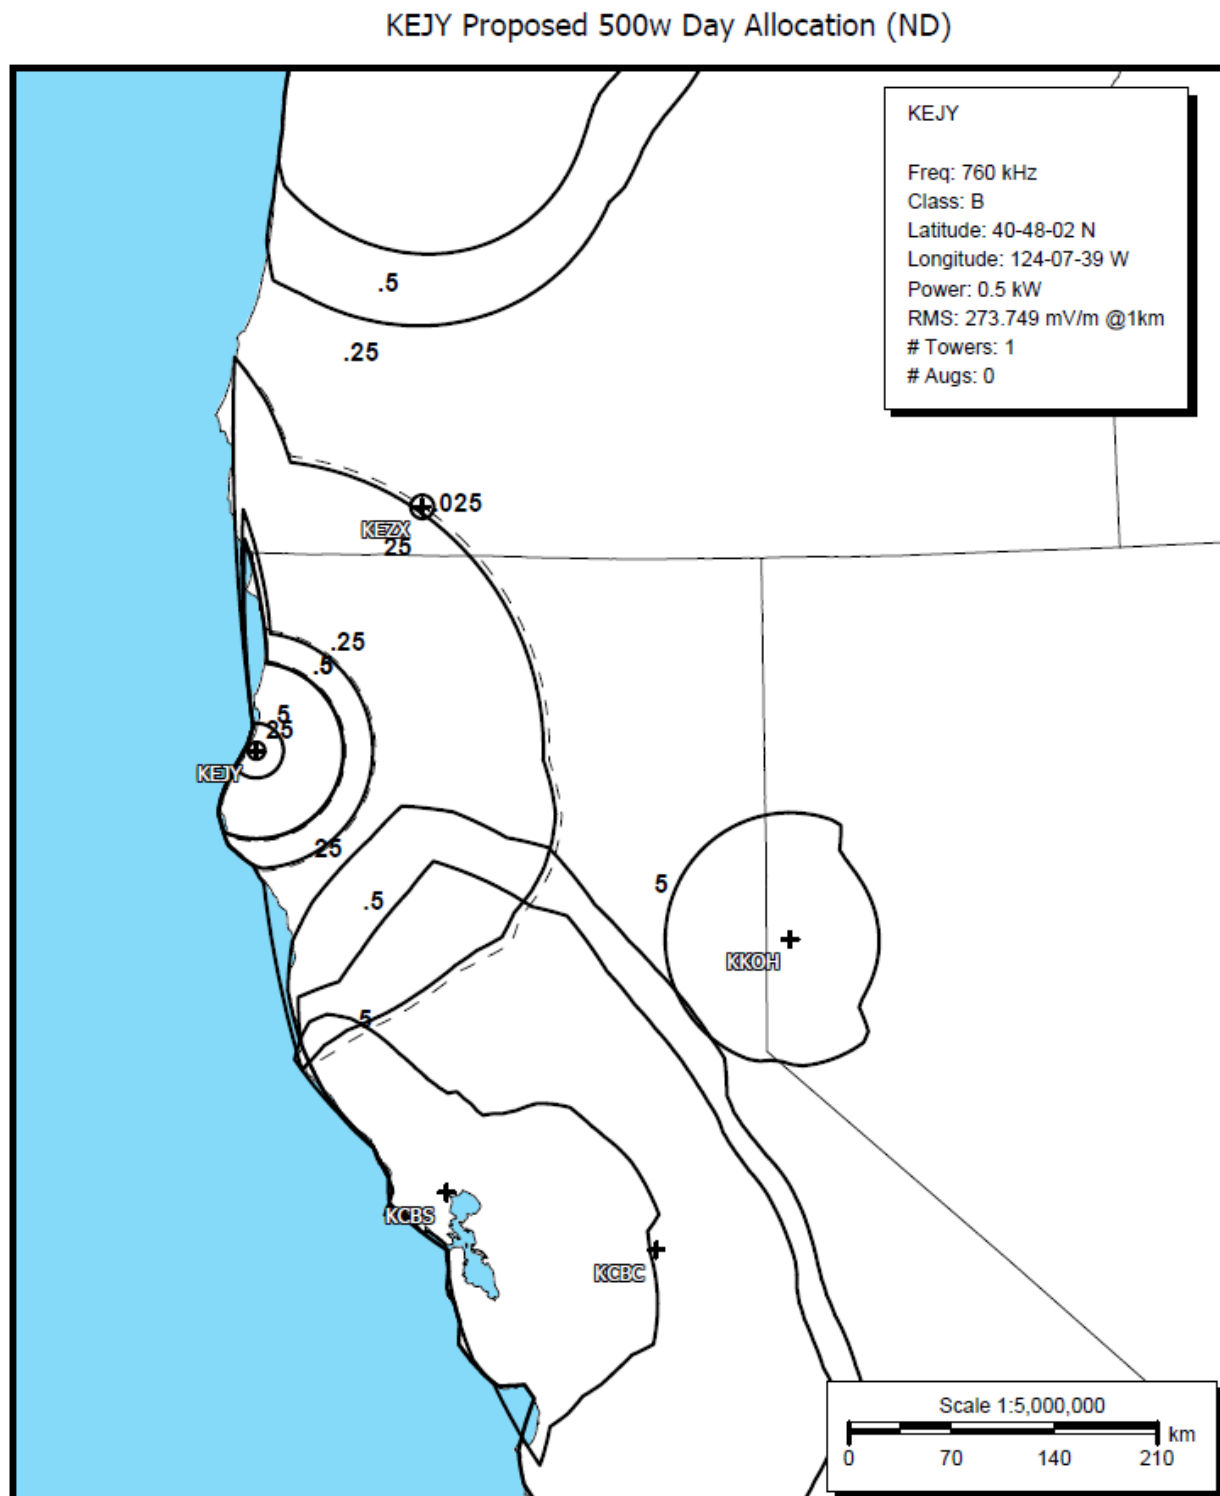 KEJY Proposed 500w Day Allocation (ND)
KEJY
Freq: 760 kHz
Class: B
Latitude: 40-48-02 N
Longitude: 124-07-39 W
Power: 0.5 kW
RMS: 273.749 mV/m @1km
# Towers: 1
# Augs: 0
.5
.25
.025
KEZX
25
.25
.5
5
25
KEJY
25
.5
5
KKOH
5
KCBS
KCBC
Scale 1:5,000,000
km
0 70 140 210